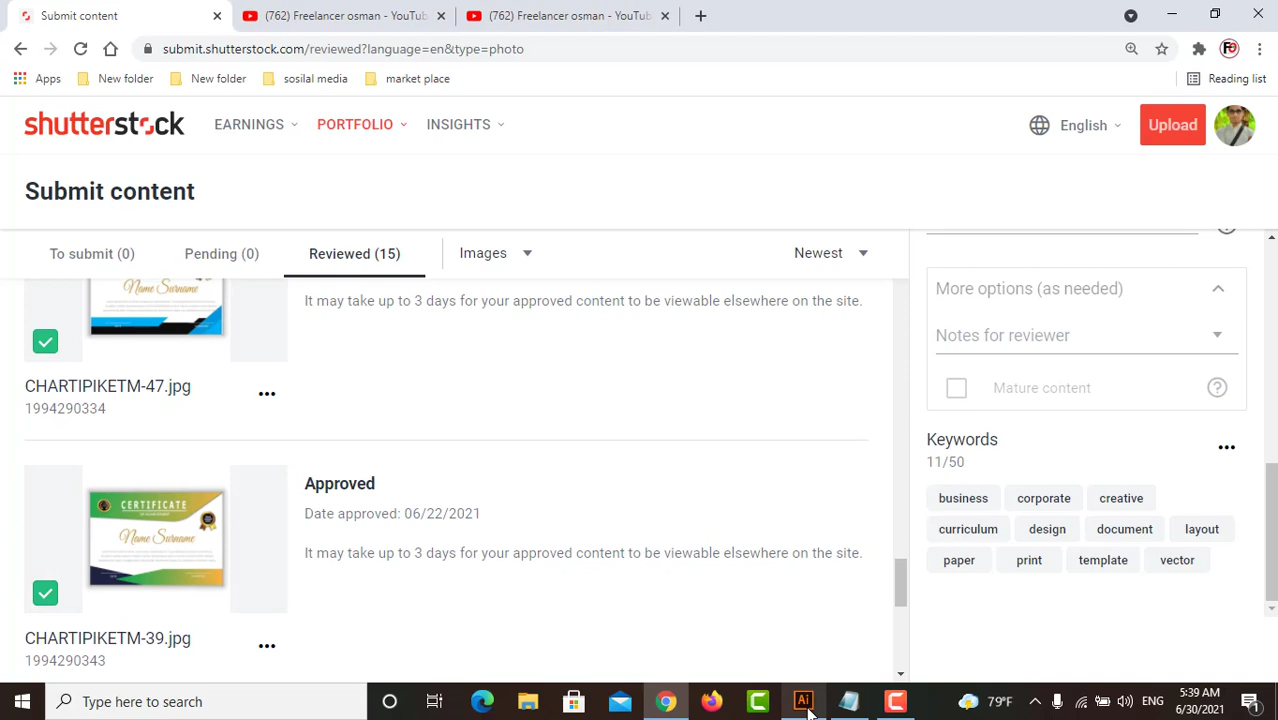 Submit content
(762) Freelancer osman - YouTub
(762) Freelancer osman - YouTub
submit.shutterstock.com/reviewed?language=en&type=photo
Apps
New folder
New folder
sosilal media
market place
Reading list
shutterstock
EARNINGS
PORTFOLIO
INSIGHTS
English
Upload
Submit content
To submit (0)
Pending (0)
Reviewed (15)
Images
Newest
Name Surname
It may take up to 3 days for your approved content to be viewable elsewhere on the site.
CHARTIPIKETM-47.jpg
1994290334
CERTIFICATE
Name Surname
Approved
Date approved: 06/22/2021
It may take up to 3 days for your approved content to be viewable elsewhere on the site.
CHARTIPIKETM-39.jpg
1994290343
More options (as needed)
Notes for reviewer
Mature content
Keywords
11/50
business
corporate
creative
curriculum
design
document
layout
paper
print
template
vector
Type here to search
Ai
79°F
ENG
5:39 AM
6/30/2021
1